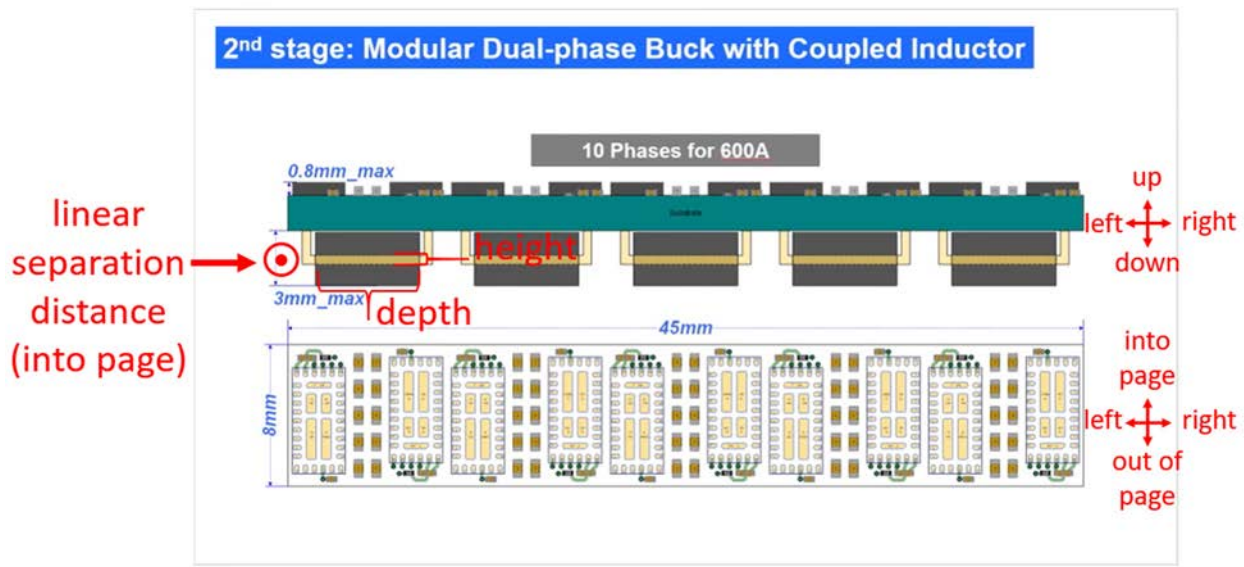 2nd stage: Modular Dual-phase Buck with Coupled Inductor
10 Phases for 600A
0.8mm_max
up
left
right
down
linear
separation
distance
(into page)
height
3mm_max
depth
45mm
8mm
into
page
left
right
out of
page